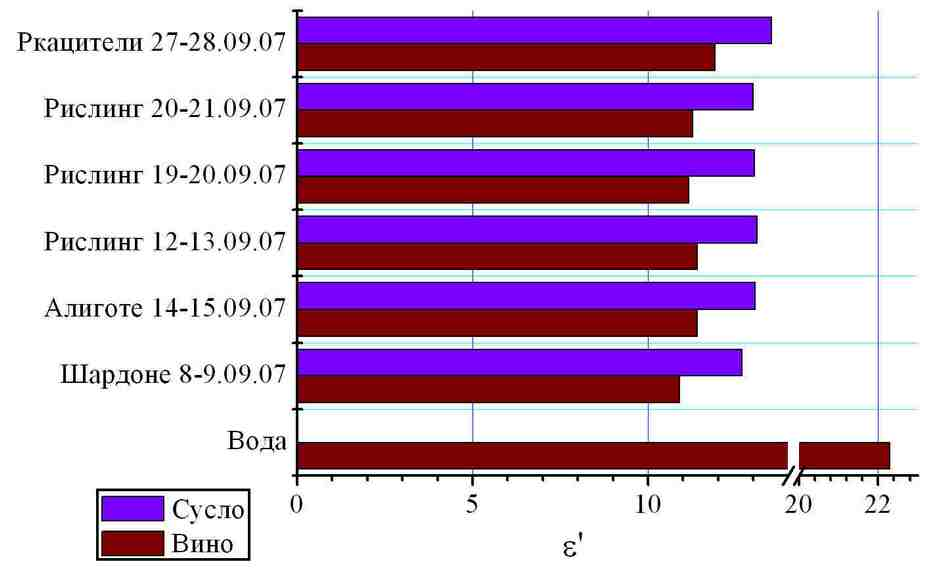 Ркацители 27-28.09.07
Рислинг 20-21.09.07
Рислинг 19-20.09.07
Рислинг 12-13.09.07
Алиготе 14-15.09.07
Шардоне 8-9.09.07
Вода
0 5 10 20 22
ε'
Сусло
Вино